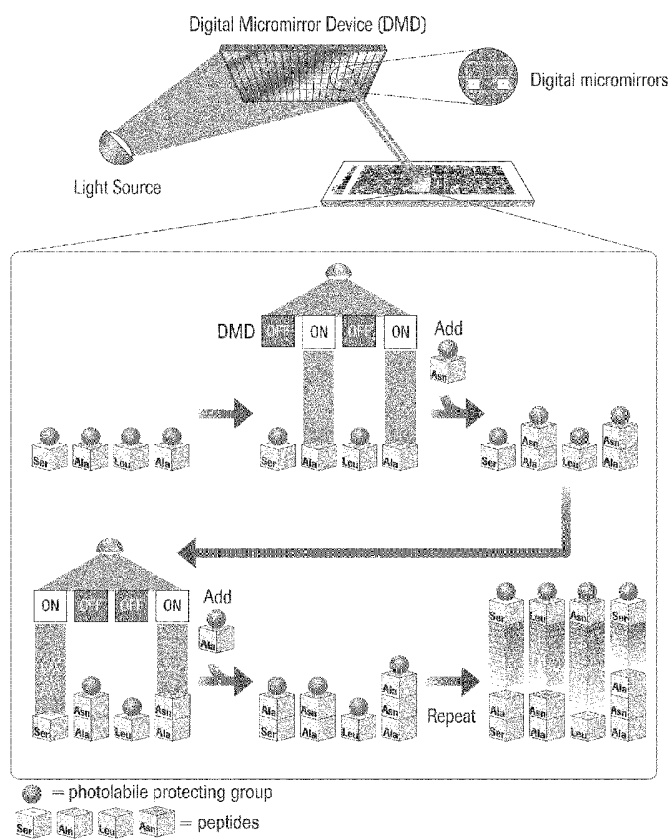 Digital Micromirror Device (DMD)
Digital micromirrors
Light Source
DMD OFF ON OFF ON Add
Asn
Ser Ala Leu Ala
Ser Ala Leu Ala
Asn Asn
Ser Ala Leu Ala
ON OFF OFF ON Add
Ala
Asn Asn
Ser Ala Leu Ala
Ala
Ala Asn Asn
Ser Ala Leu Ala
Repeat
Ser Leu Asn Ser
Ala
Ala Asn Asn
Ala Ala Leu Ala
= photolabile protecting group
Ser Ala Leu Asn = peptides